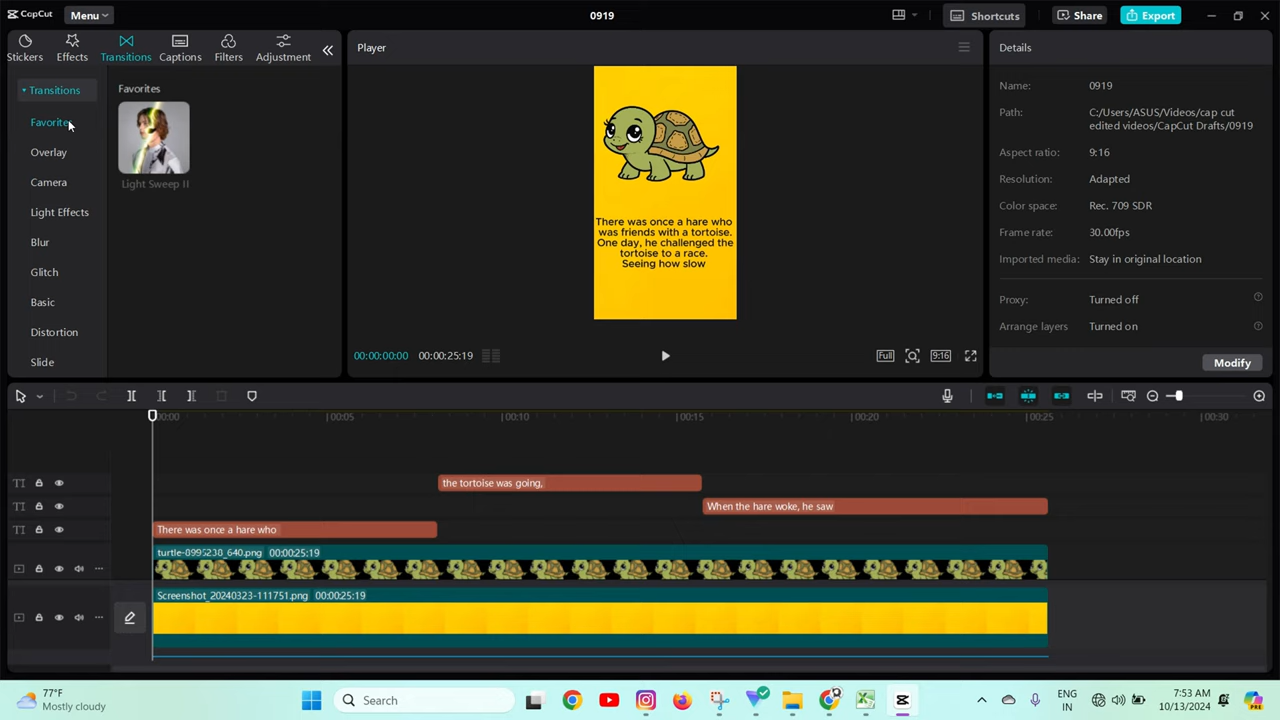 CapCut
Menu
0919
Shortcuts
Share
Export
Stickers
Effects
Transitions
Captions
Filters
Adjustment
Transitions
Favorites
Overlay
Camera
Light Effects
Blur
Glitch
Basic
Distortion
Slide
Favorites
Light Sweep II
Player
There was once a hare who
was friends with a tortoise.
One day, he challenged the
tortoise to a race.
Seeing how slow
00:00:00:00
00:00:25:19
Full
9:16
Details
Name:
0919
Path:
C:/Users/ASUS/Videos/cap cut
edited videos/CapCut Drafts/0919
Aspect ratio:
9:16
Resolution:
Adapted
Color space:
Rec. 709 SDR
Frame rate:
30.00fps
Imported media:
Stay in original location
Proxy:
Turned off
Arrange layers
Turned on
Modify
00:00
00:05
00:10
00:15
00:20
00:25
00:30
TI
the tortoise was going,
TI
When the hare woke, he saw
TI
There was once a hare who
turtle-8995238_640.png 00:00:25:19
Screenshot_20240323-111751.png 00:00:25:19
77°F
Mostly cloudy
Search
ENG
IN
7:53 AM
10/13/2024
PRE